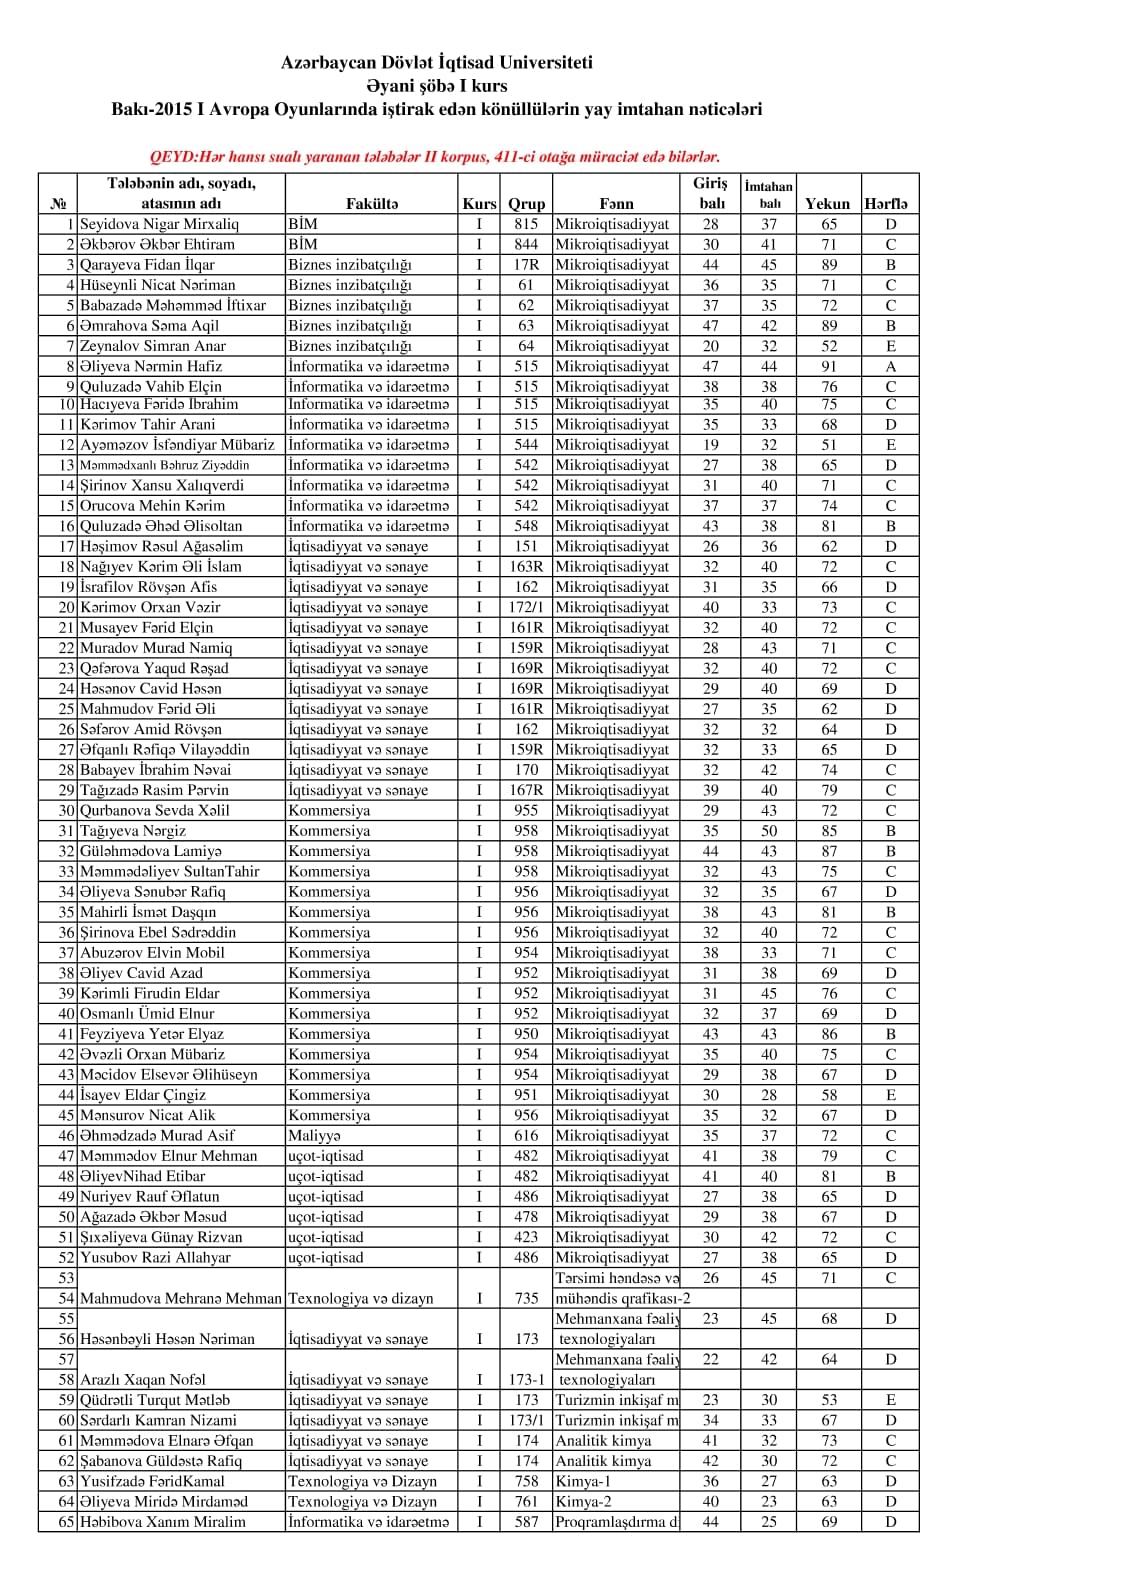 Azərbaycan Dövlət İqtisad Universiteti
Əyani şöbə I kurs
Bakı-2015 I Avropa Oyunlarında iştirak edən könüllülərin yay imtahan nəticələri
QEYD:Hər hansı sualı yaranan tələbələr II korpus, 411-ci otağa müraciət edə bilərlər.
№ Tələbənin adı, soyadı, atasının adı Fakültə Kurs Qrup Fənn Giriş balı İmtahan balı Yekun Hərflə
1 Seyidova Nigar Mirxaliq BİM I 815 Mikroiqtisadiyyat 28 37 65 D
2 Əkbərov Əkbər Ehtiram BİM I 844 Mikroiqtisadiyyat 30 41 71 C
3 Qarayeva Fidan İlqar Biznes inzibatçılığı I 17R Mikroiqtisadiyyat 44 45 89 B
4 Hüseynli Nicat Nəriman Biznes inzibatçılığı I 61 Mikroiqtisadiyyat 36 35 71 C
5 Babazadə Məhəmməd İftixar Biznes inzibatçılığı I 62 Mikroiqtisadiyyat 37 35 72 C
6 Əmrahova Səma Aqil Biznes inzibatçılığı I 63 Mikroiqtisadiyyat 47 42 89 B
7 Zeynalov Simran Anar Biznes inzibatçılığı I 64 Mikroiqtisadiyyat 20 32 52 E
8 Əliyeva Nərmin Hafiz İnformatika və idarəetmə I 515 Mikroiqtisadiyyat 47 44 91 A
9 Quluzadə Vahib Elçin İnformatika və idarəetmə I 515 Mikroiqtisadiyyat 38 38 76 C
10 Hacıyeva Fəridə İbrahim İnformatika və idarəetmə I 515 Mikroiqtisadiyyat 35 40 75 C
11 Kərimov Tahir Arani İnformatika və idarəetmə I 515 Mikroiqtisadiyyat 35 33 68 D
12 Ayəməzov İsfəndiyar Mübariz İnformatika və idarəetmə I 544 Mikroiqtisadiyyat 19 32 51 E
13 Məmmədxanlı Bəhruz Ziyəddin İnformatika və idarəetmə I 542 Mikroiqtisadiyyat 27 38 65 D
14 Şirinov Xansu Xalıqverdi İnformatika və idarəetmə I 542 Mikroiqtisadiyyat 31 40 71 C
15 Orucova Mehin Kərim İnformatika və idarəetmə I 542 Mikroiqtisadiyyat 37 37 74 C
16 Quluzadə Əhəd Əlisoltan İnformatika və idarəetmə I 548 Mikroiqtisadiyyat 43 38 81 B
17 Həşimov Rəsul Ağasəlim İqtisadiyyat və sənaye I 151 Mikroiqtisadiyyat 26 36 62 D
18 Nağıyev Kərim Əli İslam İqtisadiyyat və sənaye I 163R Mikroiqtisadiyyat 32 40 72 C
19 İsrafilov Rövşən Afis İqtisadiyyat və sənaye I 162 Mikroiqtisadiyyat 31 35 66 D
20 Kərimov Orxan Vəzir İqtisadiyyat və sənaye I 172/1 Mikroiqtisadiyyat 40 33 73 C
21 Musayev Fərid Elçin İqtisadiyyat və sənaye I 161R Mikroiqtisadiyyat 32 40 72 C
22 Muradov Murad Namiq İqtisadiyyat və sənaye I 159R Mikroiqtisadiyyat 28 43 71 C
23 Qəfərova Yaqud Rəşad İqtisadiyyat və sənaye I 169R Mikroiqtisadiyyat 32 40 72 C
24 Həsənov Cavid Həsən İqtisadiyyat və sənaye I 169R Mikroiqtisadiyyat 29 40 69 D
25 Mahmudov Fərid Əli İqtisadiyyat və sənaye I 161R Mikroiqtisadiyyat 27 35 62 D
26 Səfərov Amid Rövşən İqtisadiyyat və sənaye I 162 Mikroiqtisadiyyat 32 32 64 D
27 Əfqanlı Rəfiqə Vilayəddin İqtisadiyyat və sənaye I 159R Mikroiqtisadiyyat 32 33 65 D
28 Babayev İbrahim Nəvai İqtisadiyyat və sənaye I 170 Mikroiqtisadiyyat 32 42 74 C
29 Tağızadə Rasim Pərvin İqtisadiyyat və sənaye I 167R Mikroiqtisadiyyat 39 40 79 C
30 Qurbanova Sevda Xəlil Kommersiya I 955 Mikroiqtisadiyyat 29 43 72 C
31 Tağıyeva Nərgiz Kommersiya I 958 Mikroiqtisadiyyat 35 50 85 B
32 Güləhmədova Lamiyə Kommersiya I 958 Mikroiqtisadiyyat 44 43 87 B
33 Məmmədəliyev SultanTahir Kommersiya I 958 Mikroiqtisadiyyat 32 43 75 C
34 Əliyeva Sənubər Rafiq Kommersiya I 956 Mikroiqtisadiyyat 32 35 67 D
35 Mahirli İsmət Daşqın Kommersiya I 956 Mikroiqtisadiyyat 38 43 81 B
36 Şirinova Ebel Sədrəddin Kommersiya I 956 Mikroiqtisadiyyat 32 40 72 C
37 Abuzərov Elvin Mobil Kommersiya I 954 Mikroiqtisadiyyat 38 33 71 C
38 Əliyev Cavid Azad Kommersiya I 952 Mikroiqtisadiyyat 31 38 69 D
39 Kərimli Firudin Eldar Kommersiya I 952 Mikroiqtisadiyyat 31 45 76 C
40 Osmanlı Ümid Elnur Kommersiya I 952 Mikroiqtisadiyyat 32 37 69 D
41 Feyziyeva Yetər Elyaz Kommersiya I 950 Mikroiqtisadiyyat 43 43 86 B
42 Əvəzli Orxan Mübariz Kommersiya I 954 Mikroiqtisadiyyat 35 40 75 C
43 Məcidov Elsevər Əlihüseyn Kommersiya I 954 Mikroiqtisadiyyat 29 38 67 D
44 İsayev Eldar Çingiz Kommersiya I 951 Mikroiqtisadiyyat 30 28 58 E
45 Mənsurov Nicat Alik Kommersiya I 956 Mikroiqtisadiyyat 35 32 67 D
46 Əhmədzadə Murad Asif Maliyyə I 616 Mikroiqtisadiyyat 35 37 72 C
47 Məmmədov Elnur Mehman uçot-iqtisad I 482 Mikroiqtisadiyyat 41 38 79 C
48 ƏliyevNihad Etibar uçot-iqtisad I 482 Mikroiqtisadiyyat 41 40 81 B
49 Nuriyev Rauf Əflatun uçot-iqtisad I 486 Mikroiqtisadiyyat 27 38 65 D
50 Ağazadə Əkbər Məsud uçot-iqtisad I 478 Mikroiqtisadiyyat 29 38 67 D
51 Şıxəliyeva Günay Rizvan uçot-iqtisad I 423 Mikroiqtisadiyyat 30 42 72 C
52 Yusubov Razi Allahyar uçot-iqtisad I 486 Mikroiqtisadiyyat 27 38 65 D
53 Tərsimi həndəsə və 26 45 71 C
54 Mahmudova Mehranə Mehman Texnologiya və dizayn I 735 mühəndis qrafikası-2
55 Mehmanxana fəaliy 23 45 68 D
56 Həsənbəyli Həsən Nəriman İqtisadiyyat və sənaye I 173 texnologiyaları
57 Mehmanxana fəaliy 22 42 64 D
58 Arazlı Xaqan Nofəl İqtisadiyyat və sənaye I 173-1 texnologiyaları
59 Qüdrətli Turqut Mətləb İqtisadiyyat və sənaye I 173 Turizmin inkişaf m 23 30 53 E
60 Sərdarlı Kamran Nizami İqtisadiyyat və sənaye I 173/1 Turizmin inkişaf m 34 33 67 D
61 Məmmədova Elnarə Əfqan İqtisadiyyat və sənaye I 174 Analitik kimya 41 32 73 C
62 Şabanova Güldəstə Rafiq İqtisadiyyat və sənaye I 174 Analitik kimya 42 30 72 C
63 Yusifzadə FəridKamal Texnologiya və Dizayn I 758 Kimya-1 36 27 63 D
64 Əliyeva Miridə Mirdaməd Texnologiya və Dizayn I 761 Kimya-2 40 23 63 D
65 Həbibova Xanım Miralim İnformatika və idarəetmə I 587 Proqramlaşdırma d 44 25 69 D